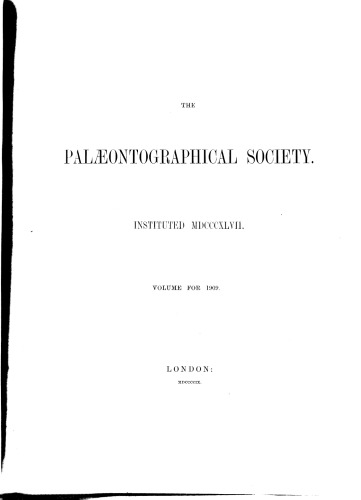 THE
PALÆONTOGRAPHICAL SOCIETY.
INSTITUTED MDCCCXLVII.
VOLUME FOR 1909.
LONDON:
MDCCCCIX.